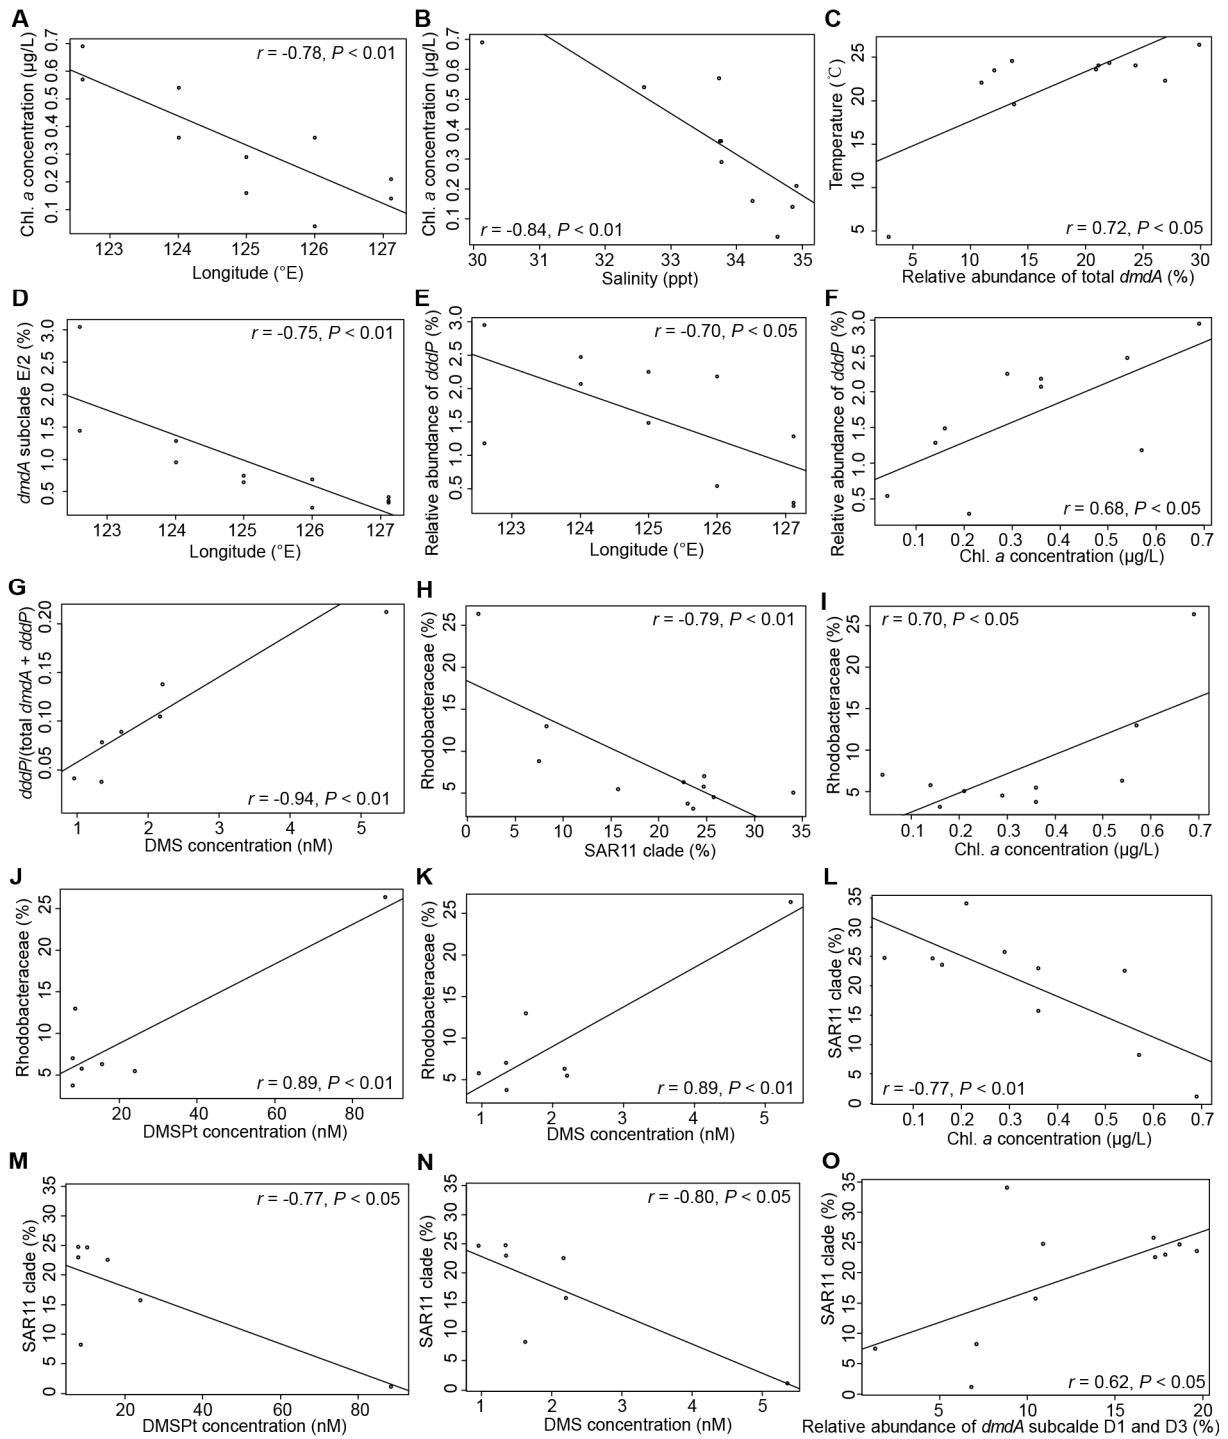 A
Chl. a concentration (µg/L)
0.1 0.2 0.3 0.4 0.5 0.6 0.7
r = -0.78, P < 0.01
123 124 125 126 127
Longitude (°E)
B
Chl. a concentration (µg/L)
0.1 0.2 0.3 0.4 0.5 0.6 0.7
r = -0.84, P < 0.01
30 31 32 33 34 35
Salinity (ppt)
C
Temperature (℃)
5 10 15 20 25
r = 0.72, P < 0.05
5 10 15 20 25 30
Relative abundance of total dmdA (%)
D
dmdA subclade E/2 (%)
0.5 1.0 1.5 2.0 2.5 3.0
r = -0.75, P < 0.01
123 124 125 126 127
Longitude (°E)
E
Relative abundance of dddP (%)
0.5 1.0 1.5 2.0 2.5 3.0
r = -0.70, P < 0.05
123 124 125 126 127
Longitude (°E)
F
Relative abundance of dddP (%)
0.5 1.0 1.5 2.0 2.5 3.0
r = 0.68, P < 0.05
0.1 0.2 0.3 0.4 0.5 0.6 0.7
Chl. a concentration (µg/L)
G
dddP/(total dmdA + dddP)
0.05 0.10 0.15 0.20
r = -0.94, P < 0.01
1 2 3 4 5
DMS concentration (nM)
H
Rhodobacteraceae (%)
5 10 15 20 25
r = -0.79, P < 0.01
0 5 10 15 20 25 30 35
SAR11 clade (%)
I
Rhodobacteraceae (%)
5 10 15 20 25
r = 0.70, P < 0.05
0.1 0.2 0.3 0.4 0.5 0.6 0.7
Chl. a concentration (µg/L)
J
Rhodobacteraceae (%)
5 10 15 20 25
r = 0.89, P < 0.01
20 40 60 80
DMSPt concentration (nM)
K
Rhodobacteraceae (%)
5 10 15 20 25
r = 0.89, P < 0.01
1 2 3 4 5
DMS concentration (nM)
L
SAR11 clade (%)
0 5 10 15 20 25 30 35
r = -0.77, P < 0.01
0.1 0.2 0.3 0.4 0.5 0.6 0.7
Chl. a concentration (µg/L)
M
SAR11 clade (%)
0 5 10 15 20 25 30 35
r = -0.77, P < 0.05
20 40 60 80
DMSPt concentration (nM)
N
SAR11 clade (%)
0 5 10 15 20 25 30 35
r = -0.80, P < 0.05
1 2 3 4 5
DMS concentration (nM)
O
SAR11 clade (%)
0 5 10 15 20 25 30 35
r = 0.62, P < 0.05
5 10 15 20
Relative abundance of dmdA subcalde D1 and D3 (%)